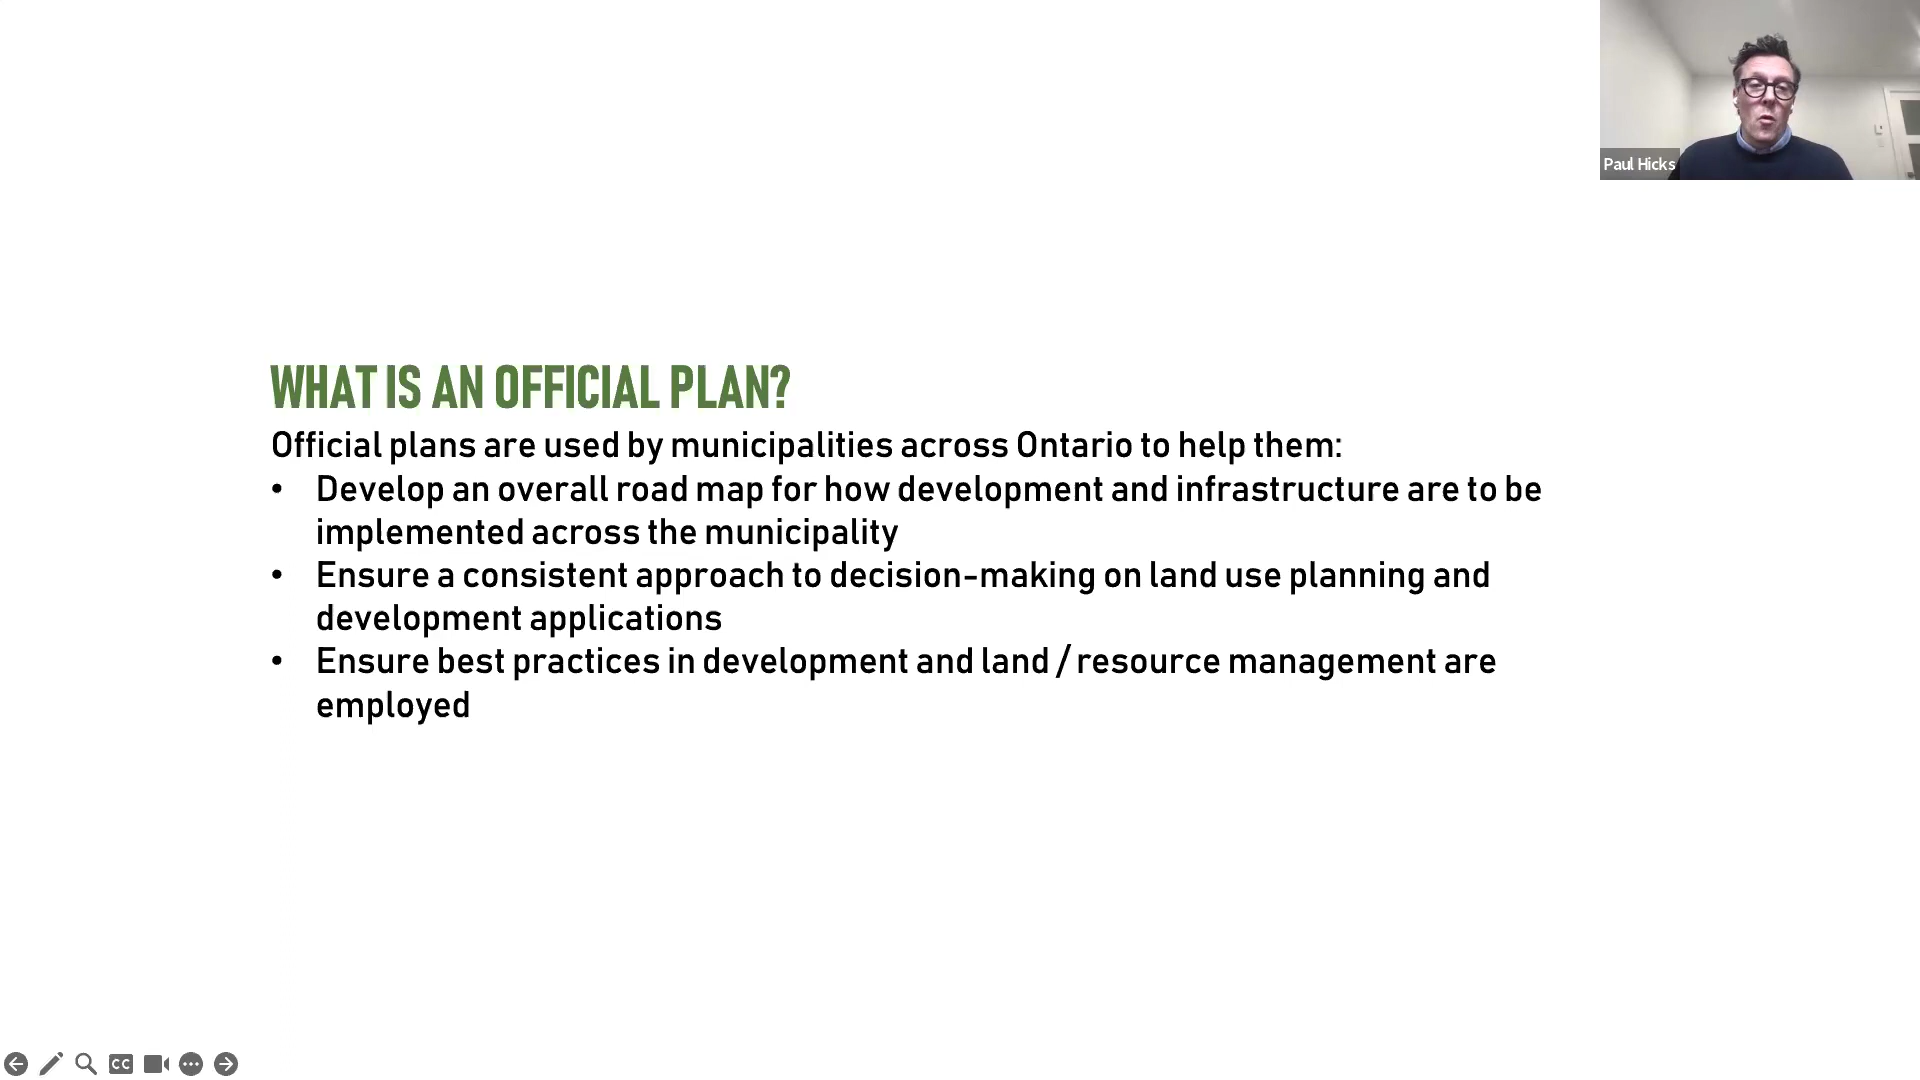 Paul Hicks
WHAT IS AN OFFICIAL PLAN?
Official plans are used by municipalities across Ontario to help them:
• Develop an overall road map for how development and infrastructure are to be
implemented across the municipality
• Ensure a consistent approach to decision-making on land use planning and
development applications
• Ensure best practices in development and land / resource management are
employed
CC